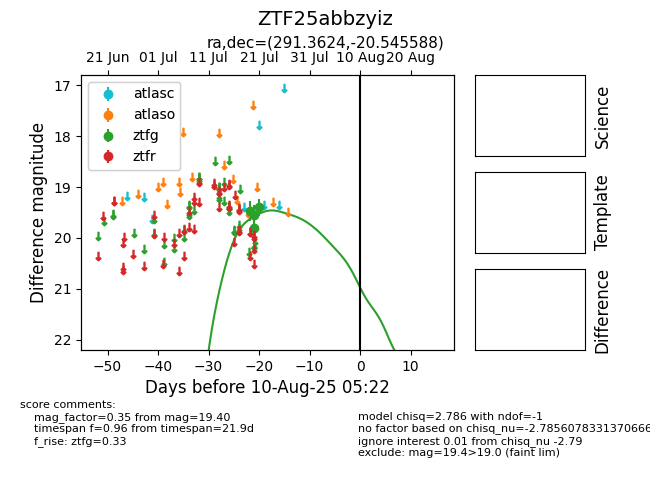 ZTF25abbzyiz
ra,dec=(291.3624,-20.545588)
21 Jun 01 Jul 11 Jul 21 Jul 31 Jul 10 Aug 20 Aug
17
18
19
20
21
22
Difference magnitude
atlasc
atlaso
ztfg
ztfr
−50 −40 −30 −20 −10 0 10
Days before 10-Aug-25 05:22
Science
Template
Difference
score comments:
mag_factor=0.35 from mag=19.40
timespan f=0.96 from timespan=21.9d
f_rise: ztfg=0.33
model chisq=2.786 with ndof=-1
no factor based on chisq_nu=-2.7856078331370666
ignore interest 0.01 from chisq_nu -2.79
exclude: mag=19.4>19.0 (faint lim)